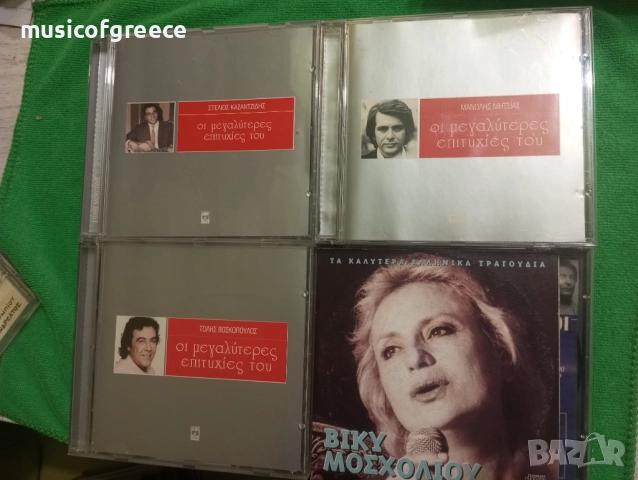 musicofgreece
ΣΤΕΛΙΟΣ ΚΑΖΑΝΤΖΙΔΗΣ
οι μεγαλύτερες
επιτυχίες του
ΜΑΝΩΛΗΣ ΜΗΤΣΙΑΣ
οι μεγαλύτερες
επιτυχίες του
ΤΟΛΗΣ ΒΟΣΚΟΠΟΥΛΟΣ
οι μεγαλύτερες
επιτυχίες του
ΤΑ ΚΑΛΥΤΕΡΑ ΕΛΛΗΝΙΚΑ ΤΡΑΓΟΥΔΙΑ
ΒΙΚΥ
ΜΟΣΧΟΛΙΟΥ
BAZAR